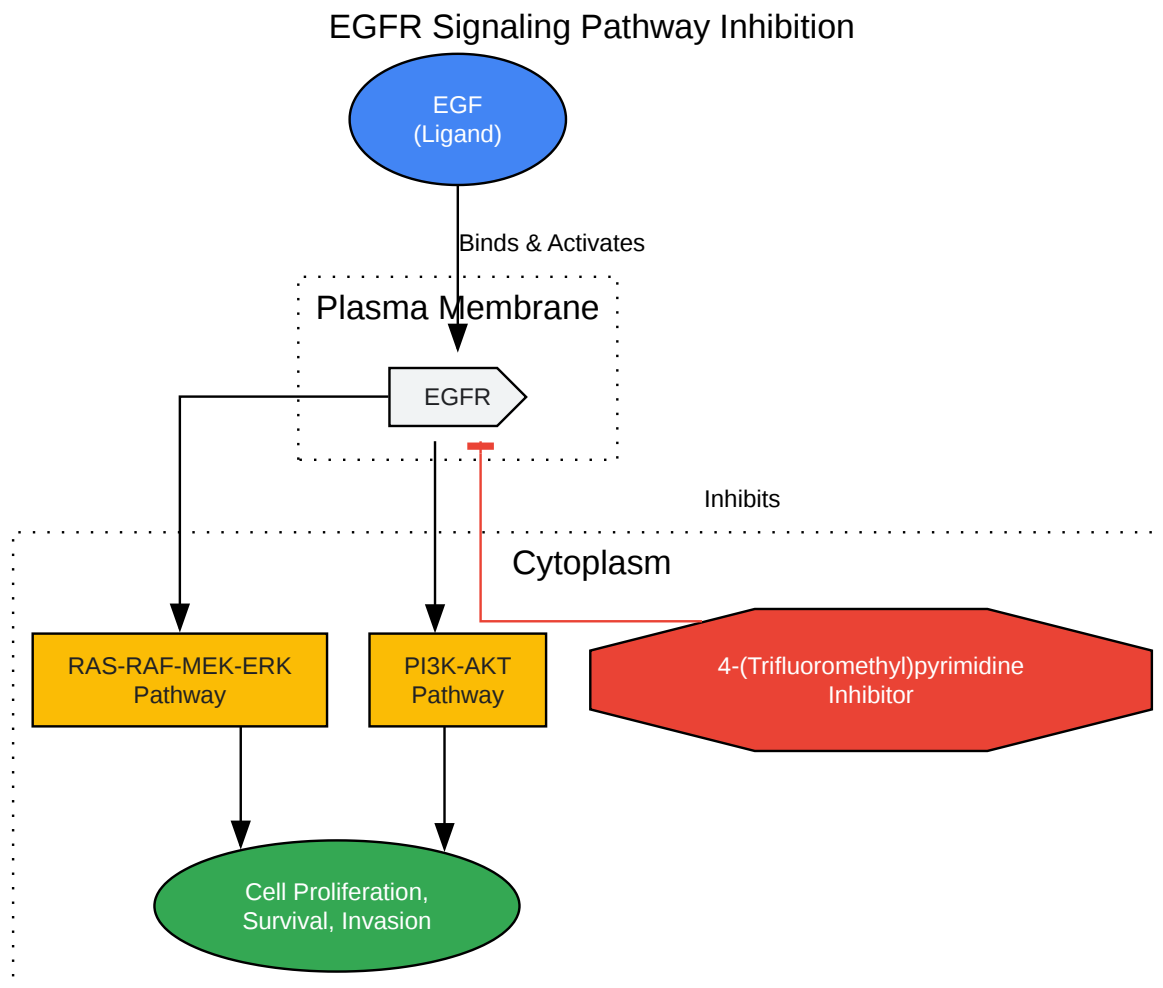 EGFR Signaling Pathway Inhibition
EGF
(Ligand)
Binds & Activates
Plasma Membrane
EGFR
Inhibits
Cytoplasm
RAS-RAF-MEK-ERK
Pathway
PI3K-AKT
Pathway
4-(Trifluoromethyl)pyrimidine
Inhibitor
Cell Proliferation,
Survival, Invasion